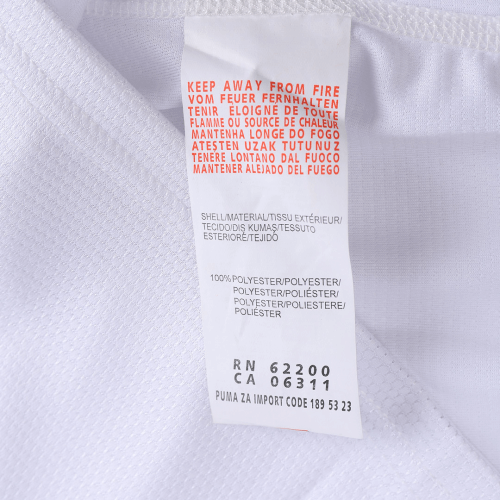 KEEP AWAY FROM FIRE
VOM FEUER FERNHALTEN
TENIR ELOIGNE DE TOUTE
FLAMME OU SOURCE DE CHALEUR
MANTENHA LONGE DO FOGO
ATEŞTEN UZAK TUTUNUZ
TENERE LONTANO DAL FUOCO
MANTENER ALEJADO DEL FUEGO
SHELL/MATERIAL/TISSU EXTÉRIEUR/
TECIDO/DIŞ KUMAŞ/TESSUTO
ESTERIORE/TEJIDO
100%POLYESTER/POLYESTER/
POLYESTER/POLIÉSTER/
POLYESTER/POLIESTERE/
POLIÉSTER
RN 62200
CA 06311
PUMA ZA IMPORT CODE 189 53 23